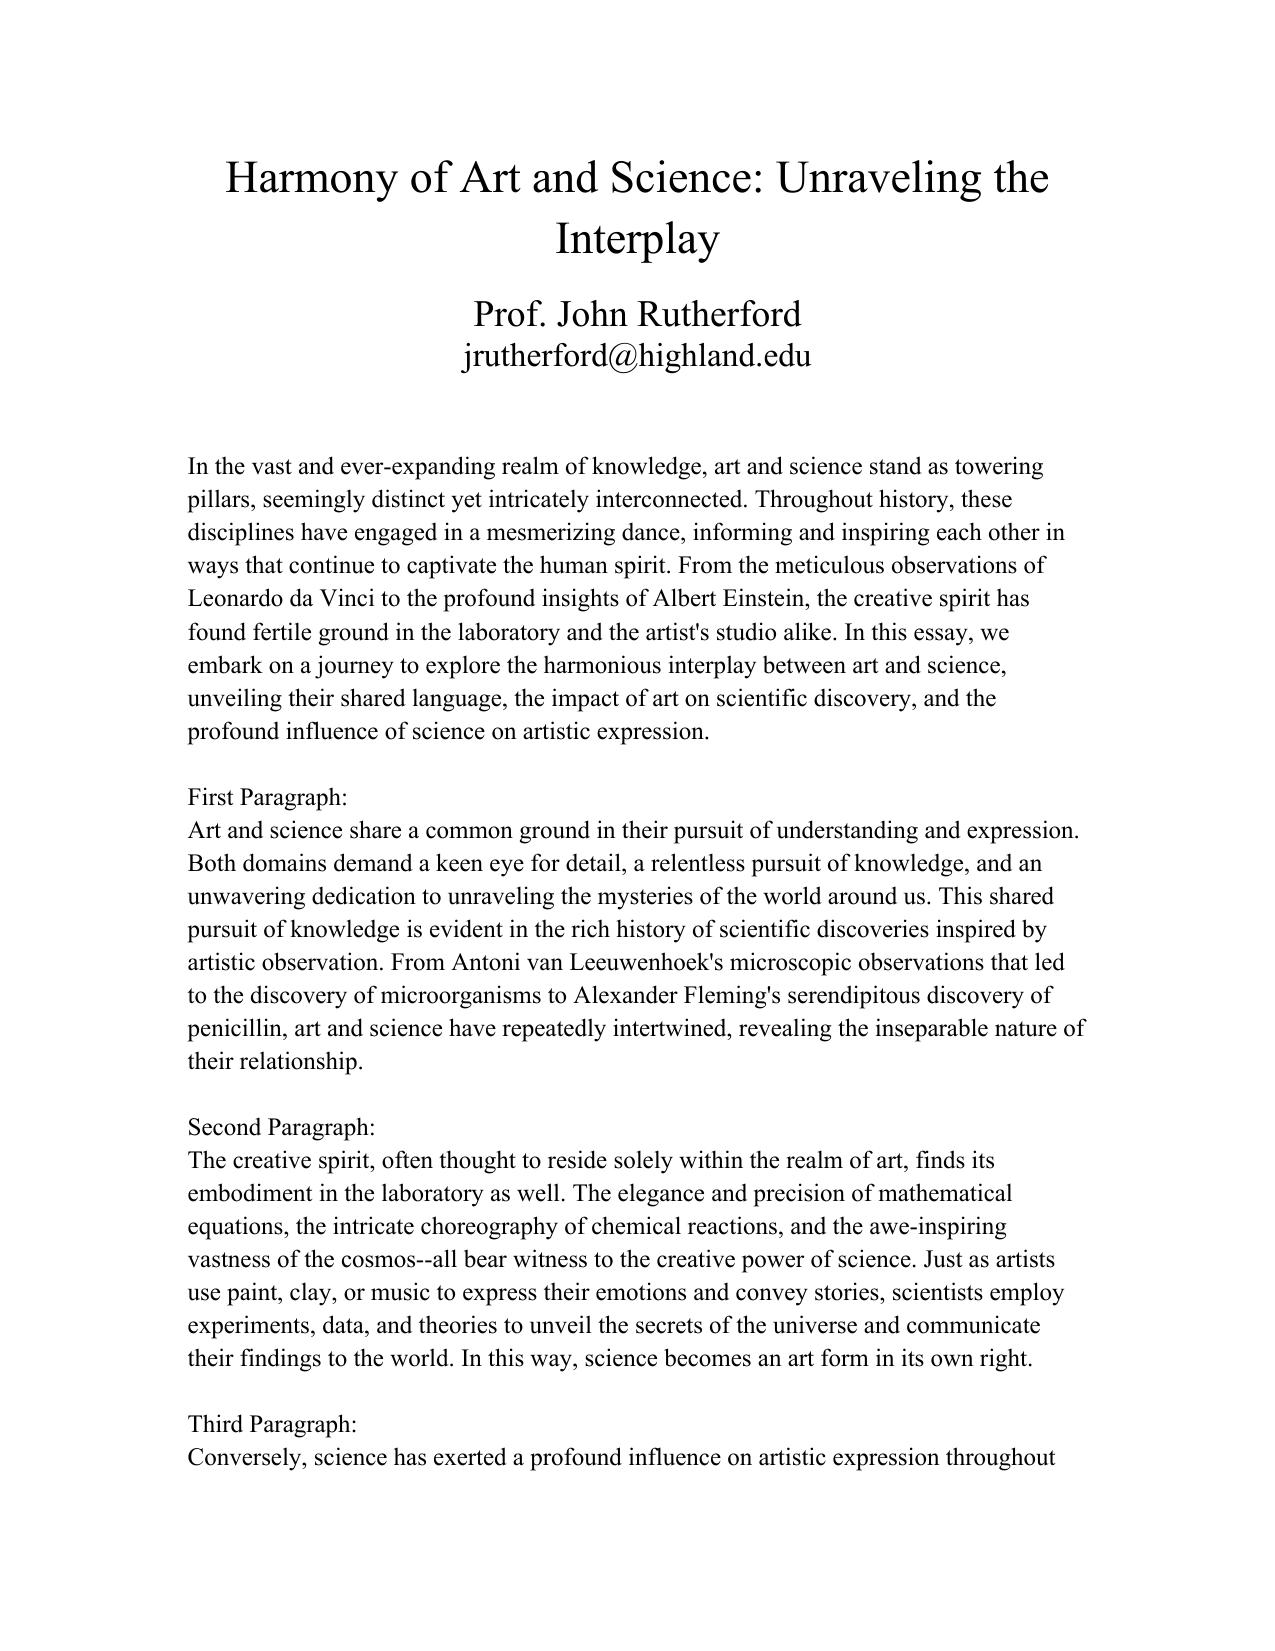 Harmony of Art and Science: Unraveling the
Interplay
Prof. John Rutherford
jrutherford@highland.edu
In the vast and ever-expanding realm of knowledge, art and science stand as towering
pillars, seemingly distinct yet intricately interconnected. Throughout history, these
disciplines have engaged in a mesmerizing dance, informing and inspiring each other in
ways that continue to captivate the human spirit. From the meticulous observations of
Leonardo da Vinci to the profound insights of Albert Einstein, the creative spirit has
found fertile ground in the laboratory and the artist's studio alike. In this essay, we
embark on a journey to explore the harmonious interplay between art and science,
unveiling their shared language, the impact of art on scientific discovery, and the
profound influence of science on artistic expression.
First Paragraph:
Art and science share a common ground in their pursuit of understanding and expression.
Both domains demand a keen eye for detail, a relentless pursuit of knowledge, and an
unwavering dedication to unraveling the mysteries of the world around us. This shared
pursuit of knowledge is evident in the rich history of scientific discoveries inspired by
artistic observation. From Antoni van Leeuwenhoek's microscopic observations that led
to the discovery of microorganisms to Alexander Fleming's serendipitous discovery of
penicillin, art and science have repeatedly intertwined, revealing the inseparable nature of
their relationship.
Second Paragraph:
The creative spirit, often thought to reside solely within the realm of art, finds its
embodiment in the laboratory as well. The elegance and precision of mathematical
equations, the intricate choreography of chemical reactions, and the awe-inspiring
vastness of the cosmos--all bear witness to the creative power of science. Just as artists
use paint, clay, or music to express their emotions and convey stories, scientists employ
experiments, data, and theories to unveil the secrets of the universe and communicate
their findings to the world. In this way, science becomes an art form in its own right.
Third Paragraph:
Conversely, science has exerted a profound influence on artistic expression throughout